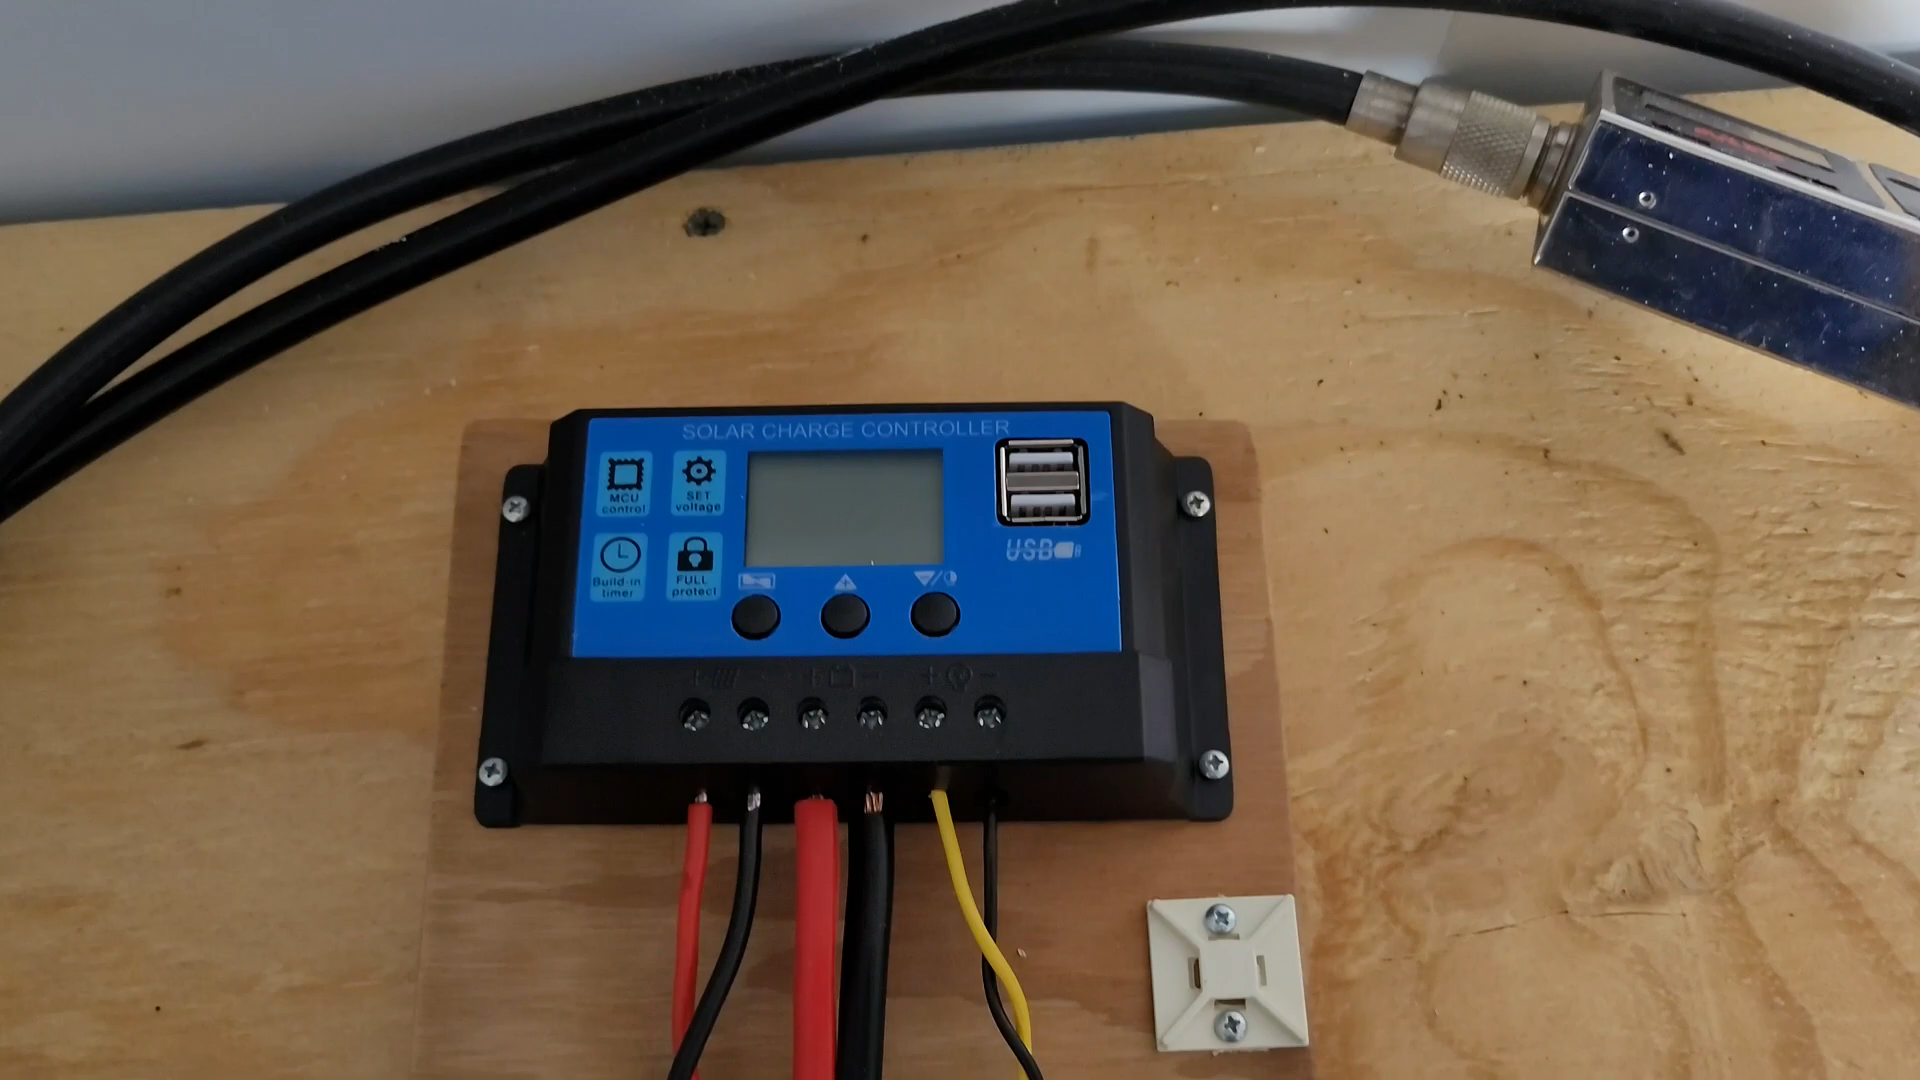 SOLAR CHARGE CONTROLLER
MCU
control
SET
voltage
Build-in
timer
FULL
protect
USB